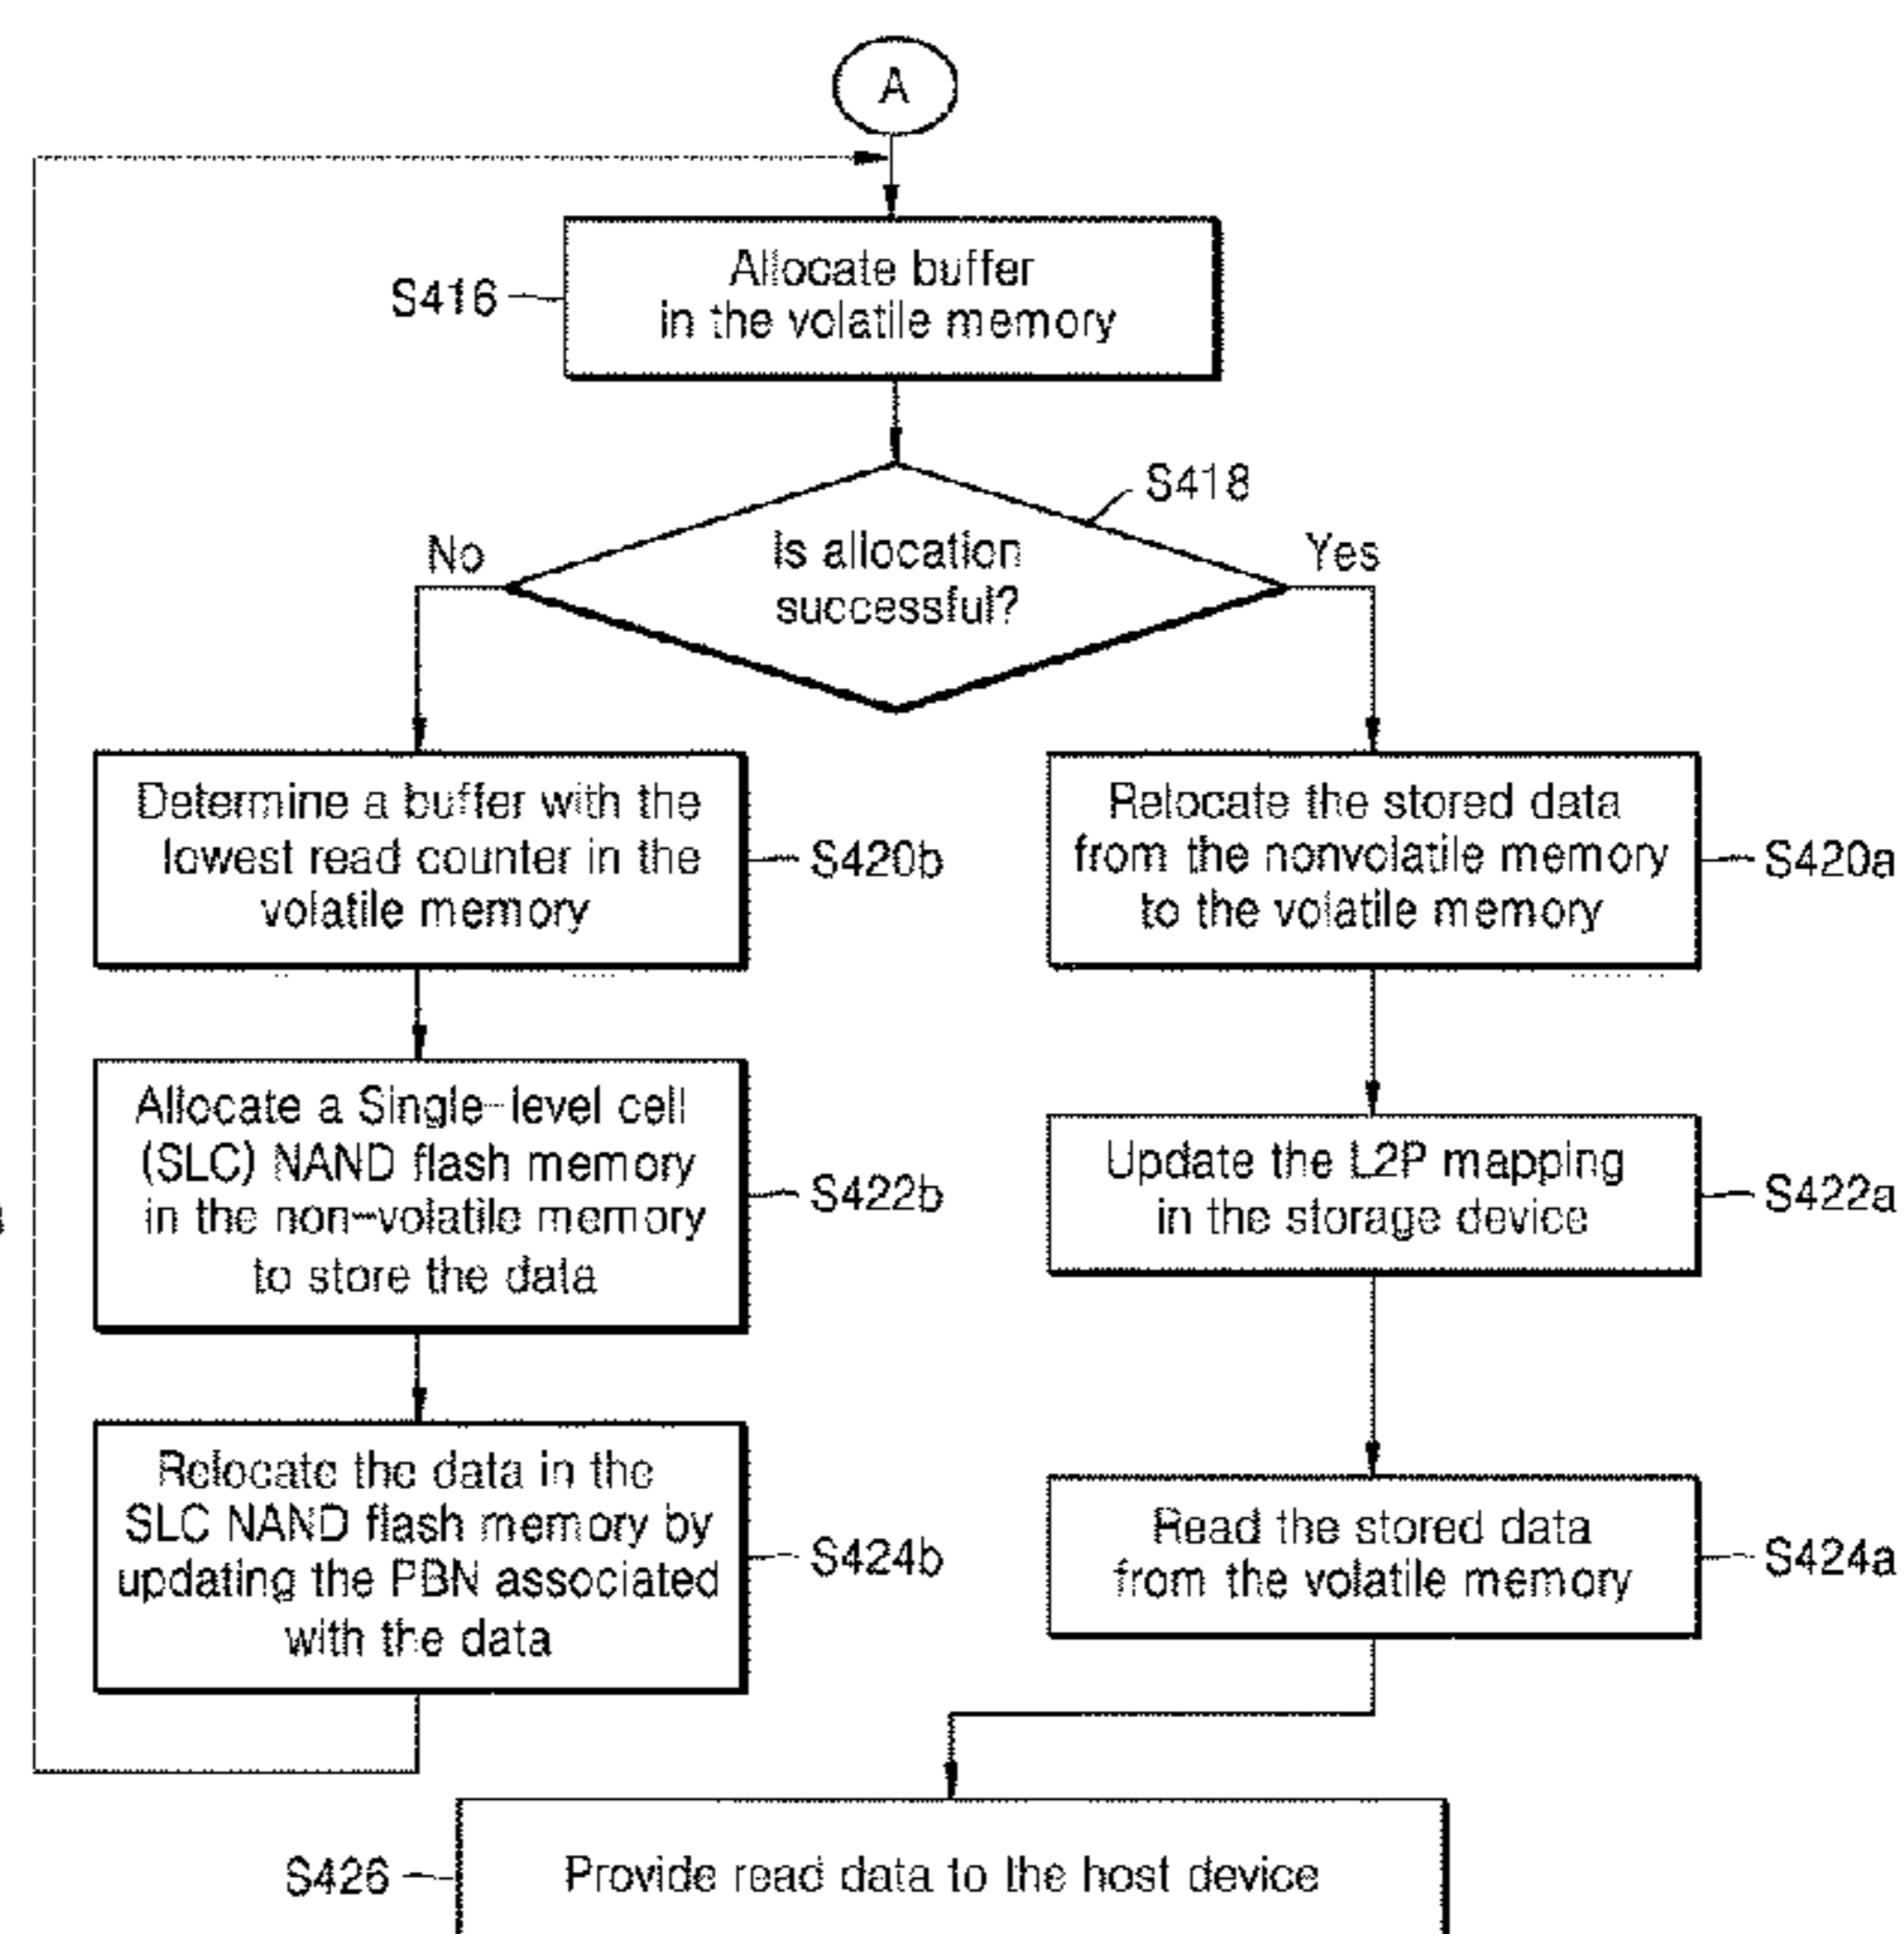 A
S416
Allocate buffer
in the volatile memory
S418
No
Is allocation
successful?
Yes
Determine a buffer with the
lowest read counter in the
volatile memory
S420b
Relocate the stored data
from the nonvolatile memory
to the volatile memory
S420a
Allocate a Single-level cell
(SLC) NAND flash memory
in the non-volatile memory
to store the data
S422b
Update the L2P mapping
in the storage device
S422a
Relocate the data in the
SLC NAND flash memory by
updating the PBN associated
with the data
S424b
Read the stored data
from the volatile memory
S424a
S426
Provide read data to the host device